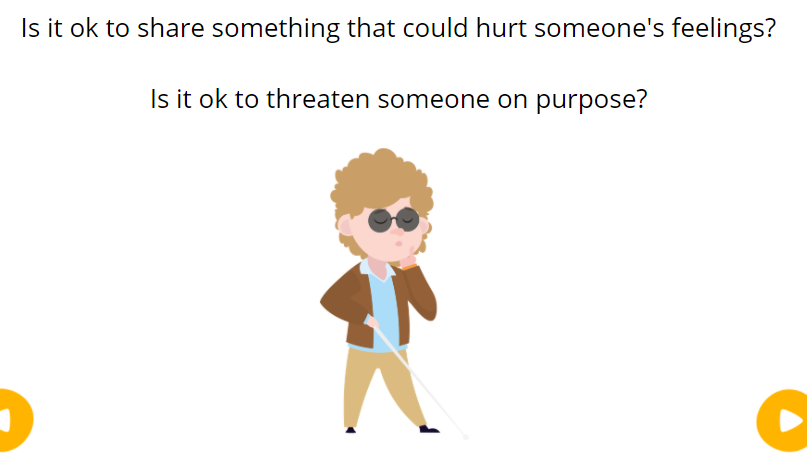 Is it ok to share something that could hurt someone's feelings?
Is it ok to threaten someone on purpose?